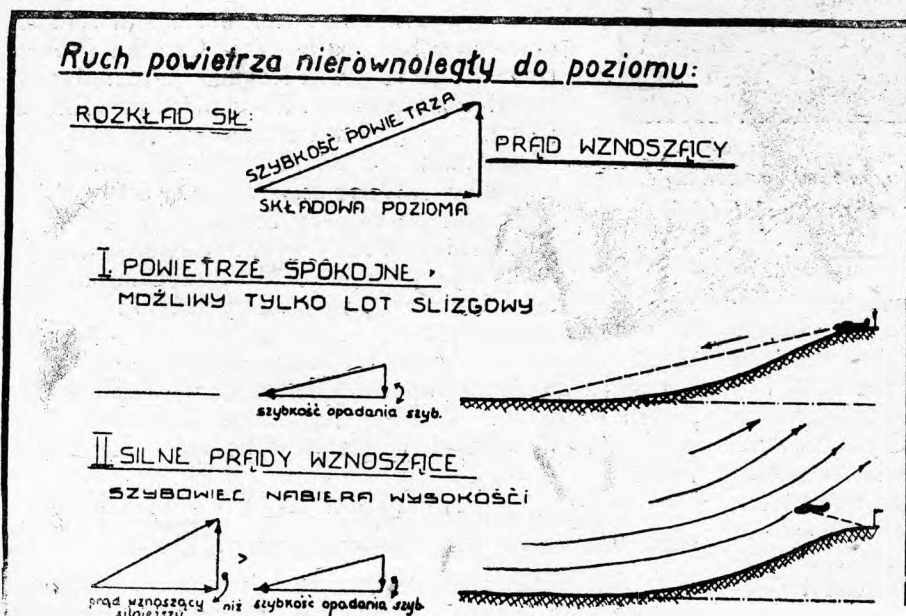 Ruch powietrza nierównoległy do poziomu:
ROZKŁAD SIŁ:
SZYBKOŚĆ POWIETRZA
PRĄD WZNOSZĄCY
SKŁADOWA POZIOMA
I. POWIETRZE SPOKOJNE
MOŻLIWY TYLKO LOT ŚLIZGOWY
szybkość opadania szyb.
II. SILNE PRĄDY WZNOSZĄCE
SZYBOWIEC NABIERA WYSOKOŚCI
>
prąd wznoszący niż szybkość opadania szyb.
silniejszy